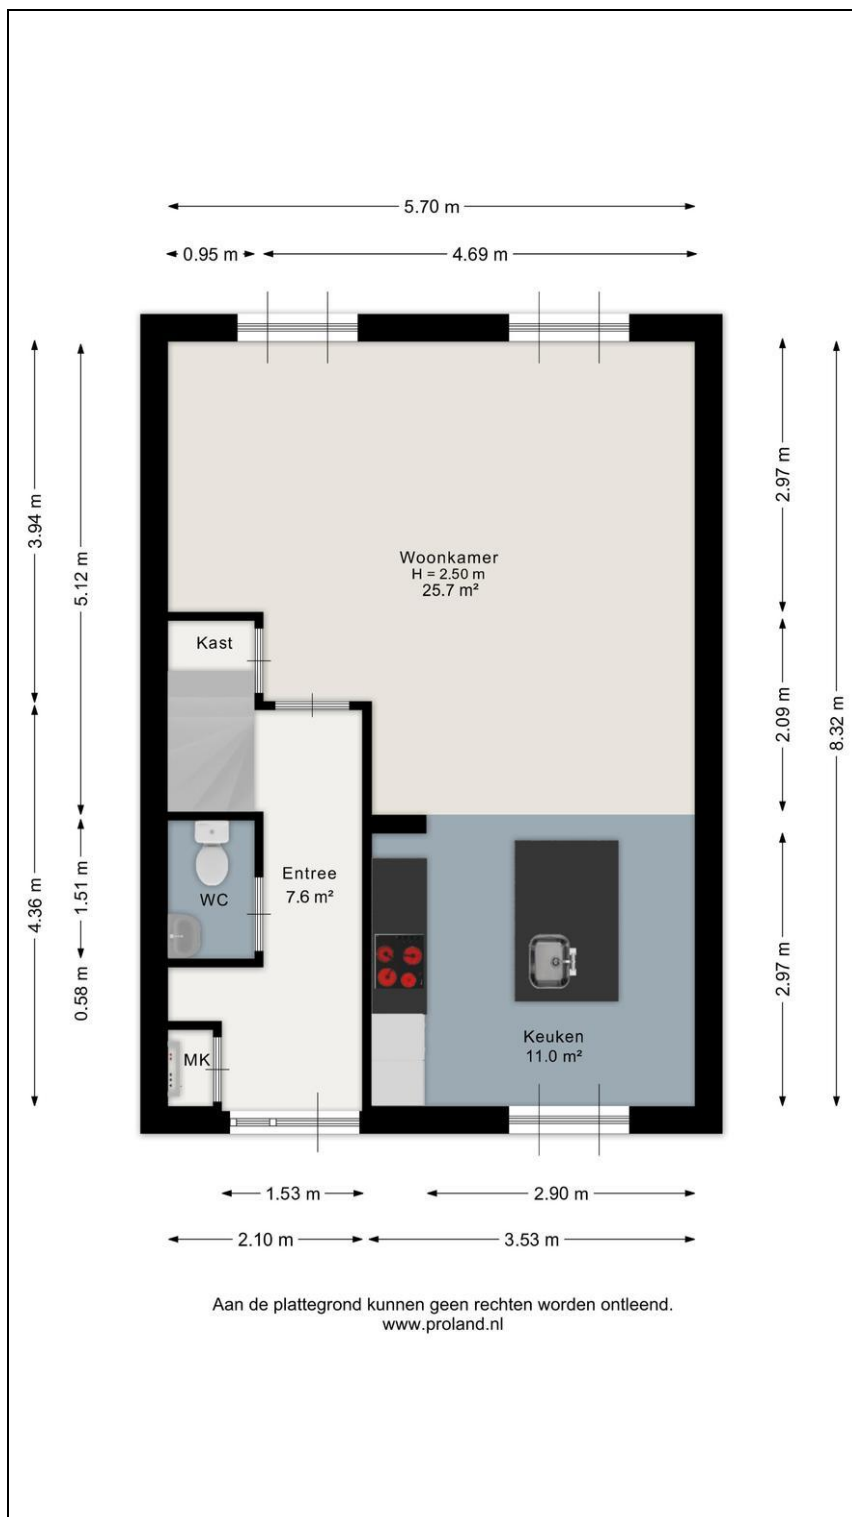 5.70 m
0.95 m
4.69 m
3.94 m
5.12 m
2.97 m
8.32 m
Woonkamer
H = 2.50 m
25.7 m²
Kast
2.09 m
4.36 m
1.51 m
Entree
7.6 m²
WC
0.58 m
2.97 m
Keuken
11.0 m²
MK
1.53 m
2.90 m
2.10 m
3.53 m
Aan de plattegrond kunnen geen rechten worden ontleend.
www.proland.nl